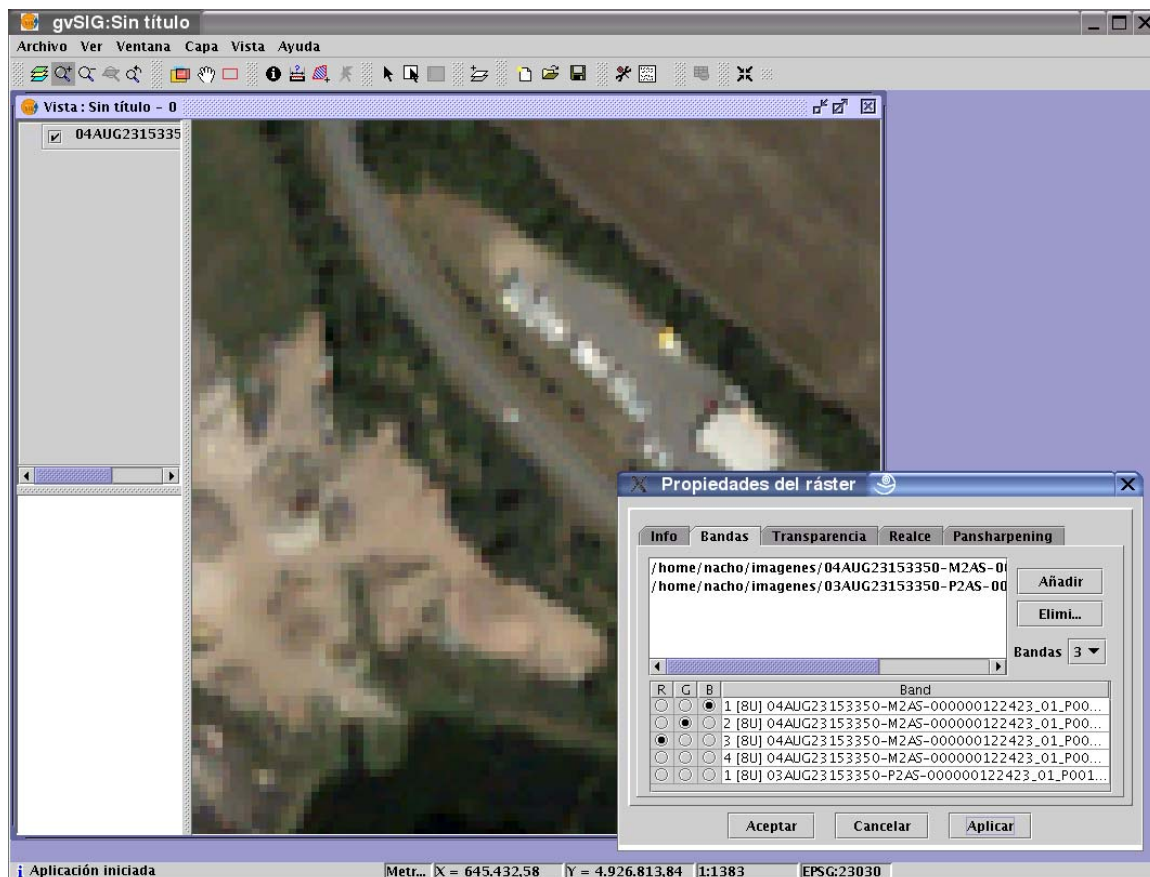 gvSIG:Sin título
Archivo Ver Ventana Capa Vista Ayuda
Vista : Sin título - 0
04AUG2315335
Propiedades del ráster
Info Bandas Transparencia Realce Pansharpening
/home/nacho/imagenes/04AUG23153350-M2AS-00
/home/nacho/imagenes/03AUG23153350-P2AS-00
Añadir
Elimi...
Bandas 3
R G B Band
1 [8U] 04AUG23153350-M2AS-000000122423_01_P00...
2 [8U] 04AUG23153350-M2AS-000000122423_01_P00...
3 [8U] 04AUG23153350-M2AS-000000122423_01_P00...
4 [8U] 04AUG23153350-M2AS-000000122423_01_P00...
1 [8U] 03AUG23153350-P2AS-000000122423_01_P001...
Aceptar Cancelar Aplicar
Aplicación iniciada Metr... X = 645.432,58 Y = 4.926.813,84 1:1383 EPSG:23030